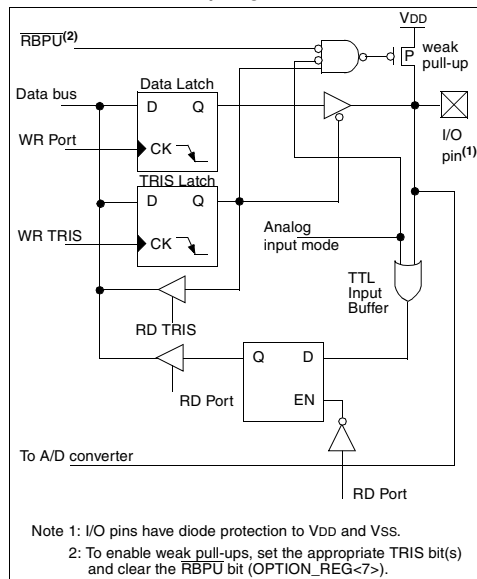 VDD
RBPU(2)
P
weak
pull-up
Data Latch
Data bus
D Q
WR Port
CK
I/O
pin(1)
TRIS Latch
D Q
WR TRIS
CK
Analog
input mode
TTL
Input
Buffer
RD TRIS
Q D
RD Port
EN
To A/D converter
RD Port
Note 1: I/O pins have diode protection to VDD and VSS.
2: To enable weak pull-ups, set the appropriate TRIS bit(s)
and clear the RBPU bit (OPTION_REG<7>).